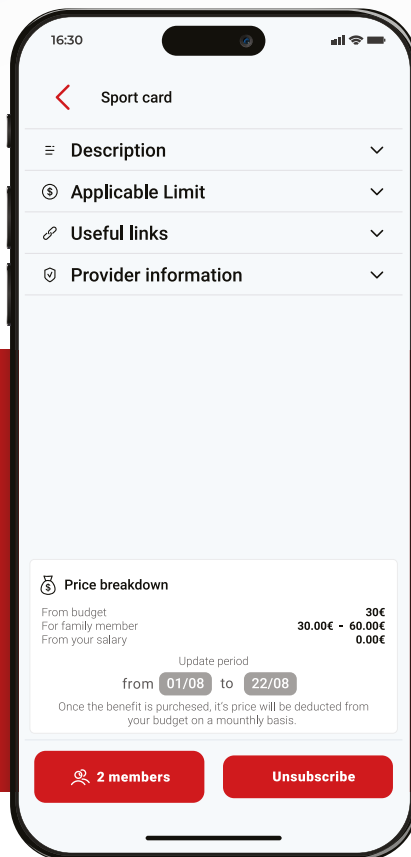 16:30
Sport card
Description
Applicable Limit
Useful links
Provider information
Price breakdown
From budget 30€
For family member 30.00€ - 60.00€
From your salary 0.00€
Update period
from 01/08 to 22/08
Once the benefit is purchesed, it's price will be deducted from
your budget on a mounthly basis.
2 members Unsubscribe